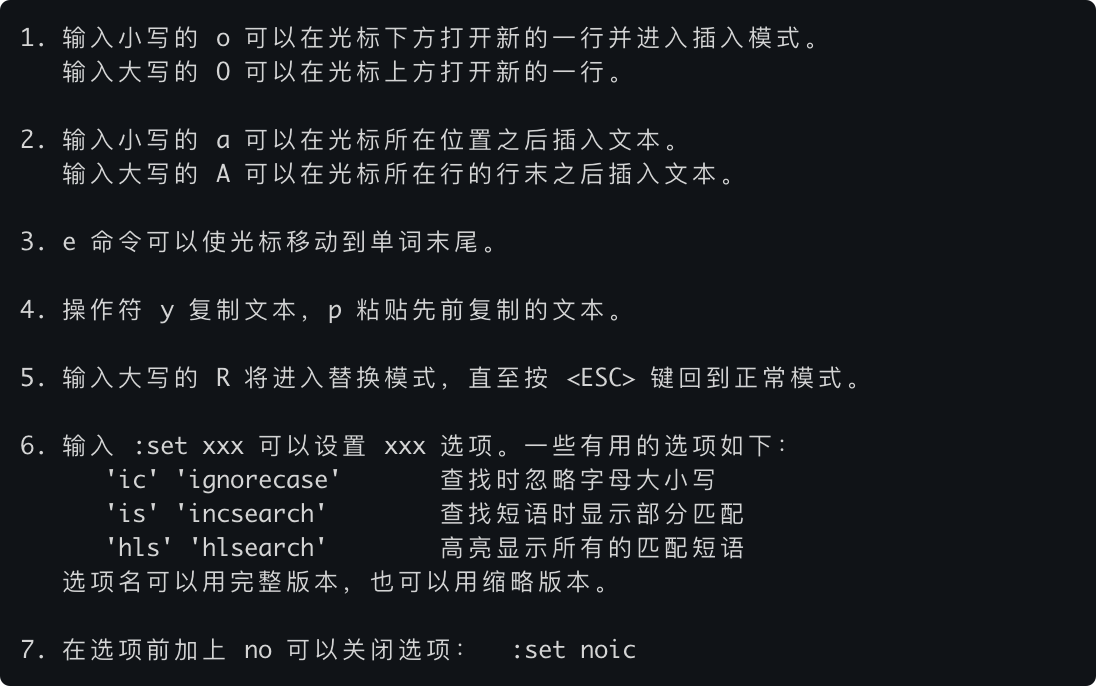 1. 输入小写的 o 可以在光标下方打开新的一行并进入插入模式。
输入大写的 O 可以在光标上方打开新的一行。
2. 输入小写的 a 可以在光标所在位置之后插入文本。
输入大写的 A 可以在光标所在行的行末之后插入文本。
3. e 命令可以使光标移动到单词末尾。
4. 操作符 y 复制文本，p 粘贴先前复制的文本。
5. 输入大写的 R 将进入替换模式，直至按 <ESC> 键回到正常模式。
6. 输入 :set xxx 可以设置 xxx 选项。一些有用的选项如下：
'ic' 'ignorecase' 查找时忽略字母大小写
'is' 'incsearch' 查找短语时显示部分匹配
'hls' 'hlsearch' 高亮显示所有的匹配短语
选项名可以用完整版本，也可以用缩略版本。
7. 在选项前加上 no 可以关闭选项： :set noic